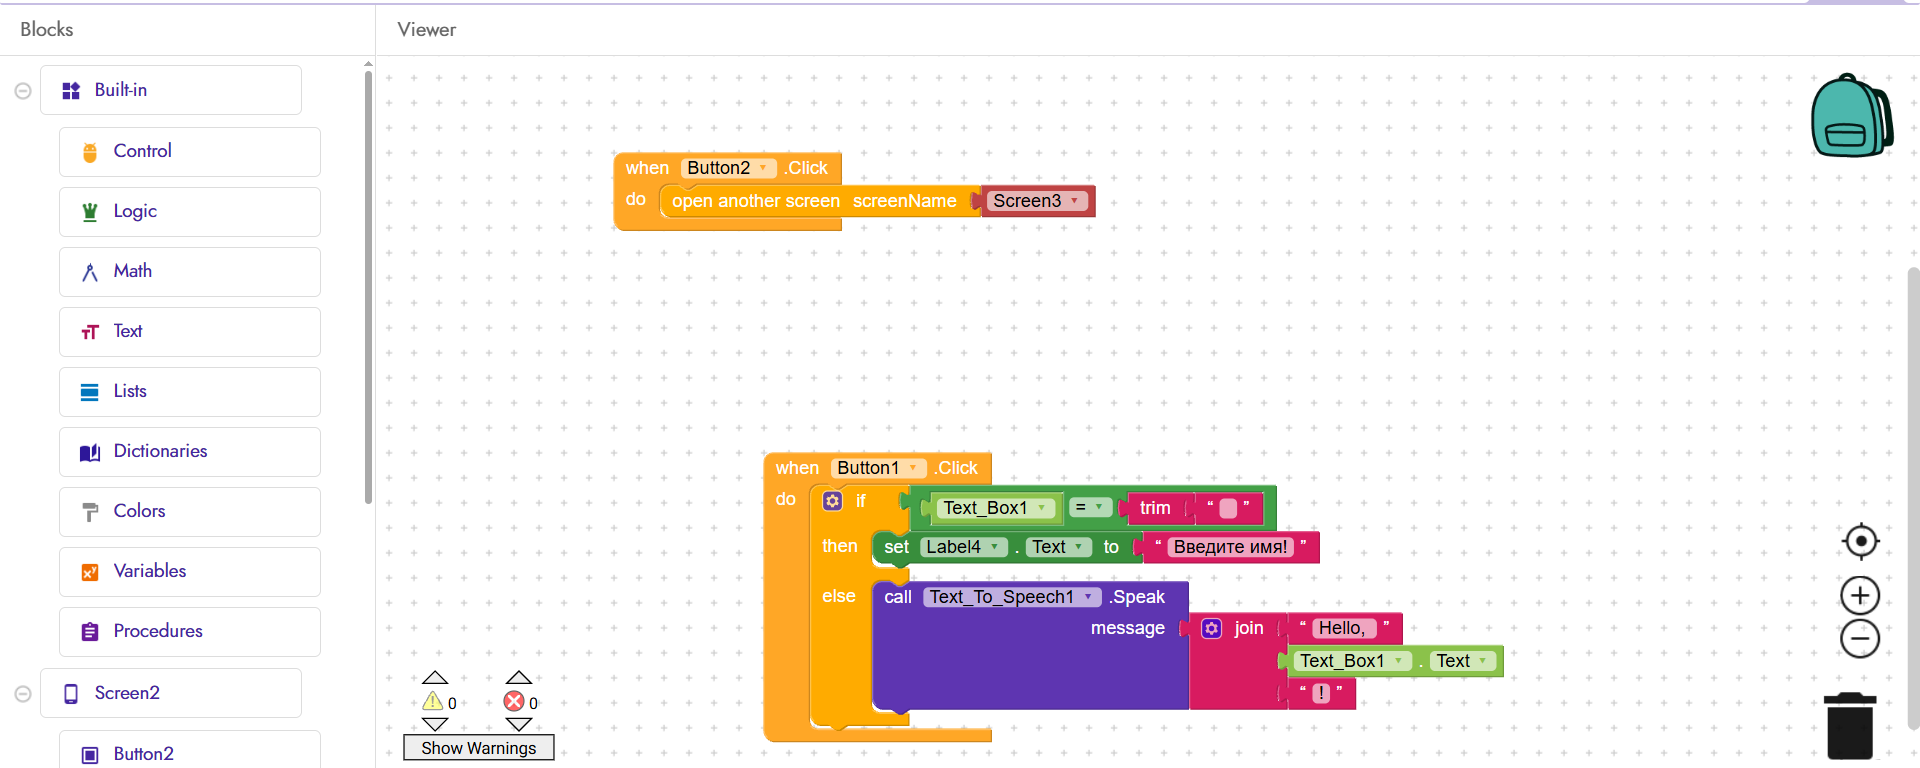 Blocks
Viewer
Built-in
Control
Logic
Math
Text
Lists
Dictionaries
Colors
Variables
Procedures
Screen2
Button2
when Button2 .Click
do open another screen screenName Screen3
when Button1 .Click
do if Text_Box1 = trim “ ”
then set Label4 . Text to “ Введите имя! ”
else call Text_To_Speech1 .Speak
message join “ Hello, ”
Text_Box1 . Text
“ ! ”
0 0
Show Warnings